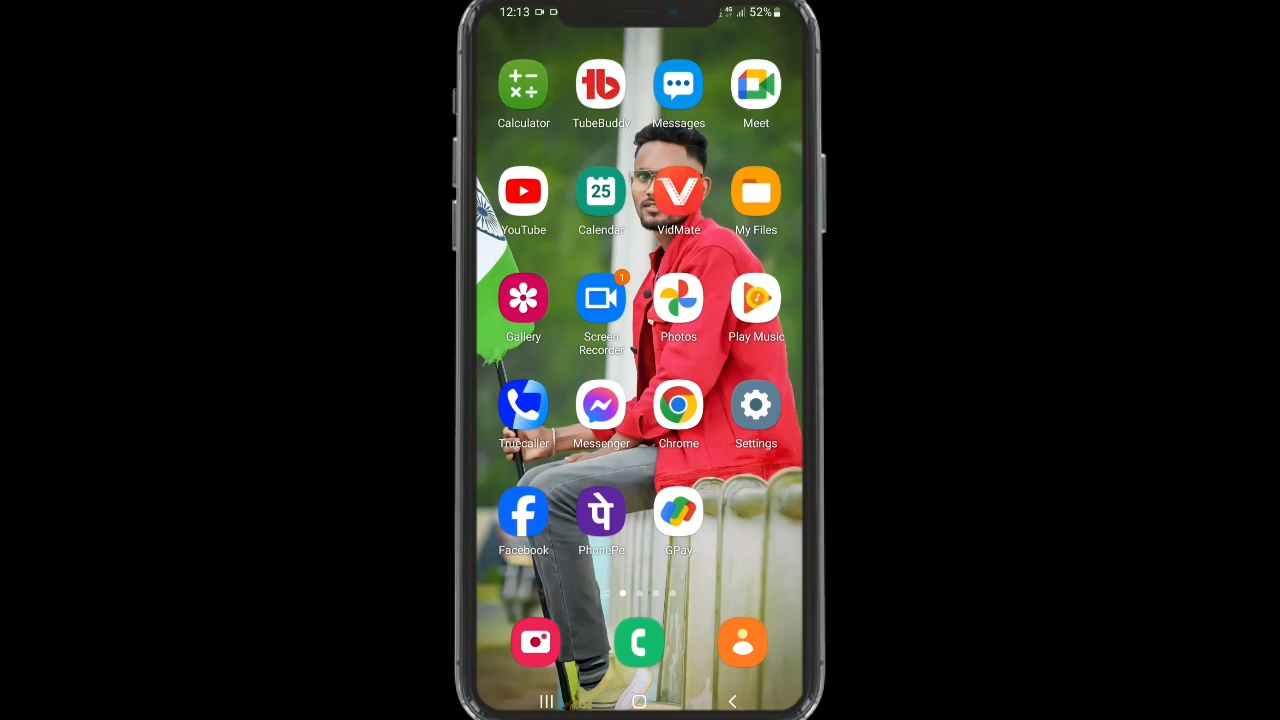 12:13 4G 52%
Calculator TubeBuddy Messages Meet
25
YouTube Calendar VidMate My Files
1
Gallery Screen Recorder Photos Play Music
Truecaller Messenger Chrome Settings
पे
Facebook PhonePe GPay